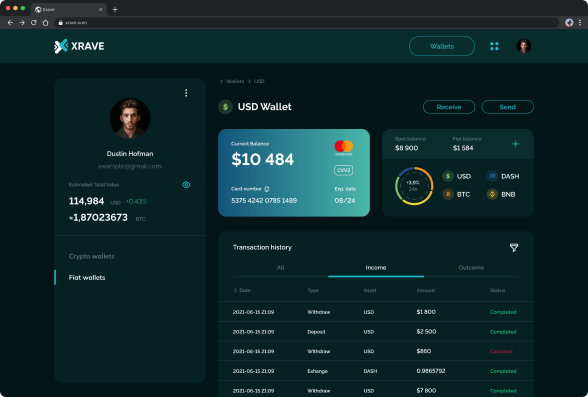 Xrave
xrave.com
XRAVE
Wallets
Dustin Hofman
example@gmail.com
Estimated Total Value
114,984 USD +0.43%
≈1,87023673 BTC
Crypto wallets
Fiat wallets
Wallets USD
$ USD Wallet
Receive
Send
Current Balance
$10 484
mastercard
CVV2
Card number
5375 4242 0785 1489
Exp. date
08/24
Spot balance
$8 900
Fiat balance
$1 584
+
+3,9%
24h
$ USD
DASH
BTC
BNB
Transaction history
All
Income
Outcome
Date Type Asset Amount Status
2021-06-15 21:09 Withdraw USD $1 800 Completed
2021-06-15 21:09 Deposit USD $2 500 Completed
2021-06-15 21:09 Withdraw USD $860 Canceled
2021-06-15 21:09 Exhange DASH 0.9865792 Completed
2021-06-15 21:09 Withdraw USD $7 800 Completed